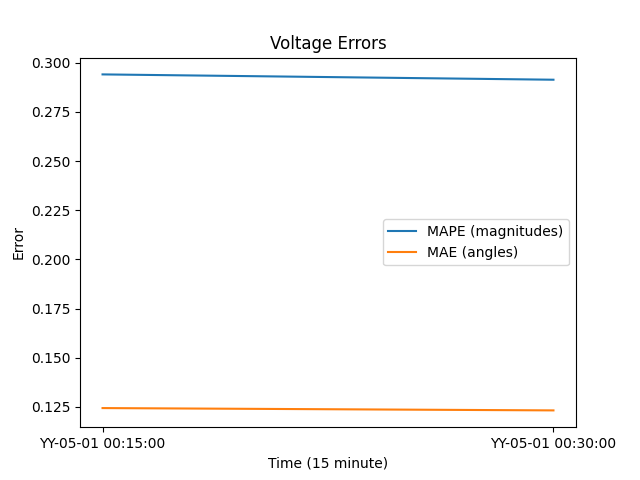 Voltage Errors
0.300
0.275
0.250
0.225
0.200
0.175
0.150
0.125
Error
MAPE (magnitudes)
MAE (angles)
YY-05-01 00:15:00
YY-05-01 00:30:00
Time (15 minute)